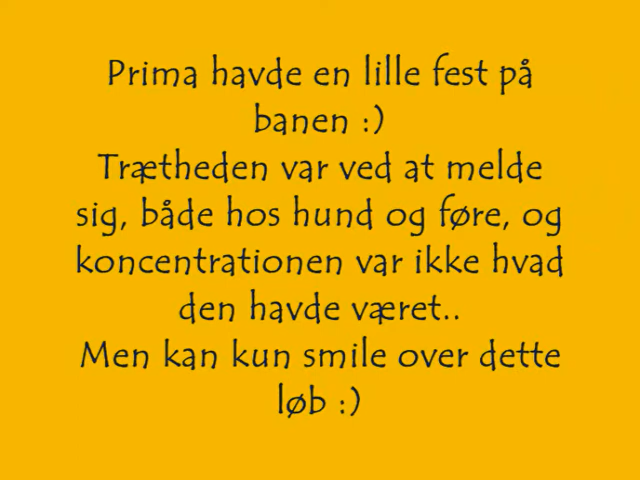 Prima havde en lille fest på
banen :)
Trætheden var ved at melde
sig, både hos hund og føre, og
koncentrationen var ikke hvad
den havde været..
Men kan kun smile over dette
løb :)